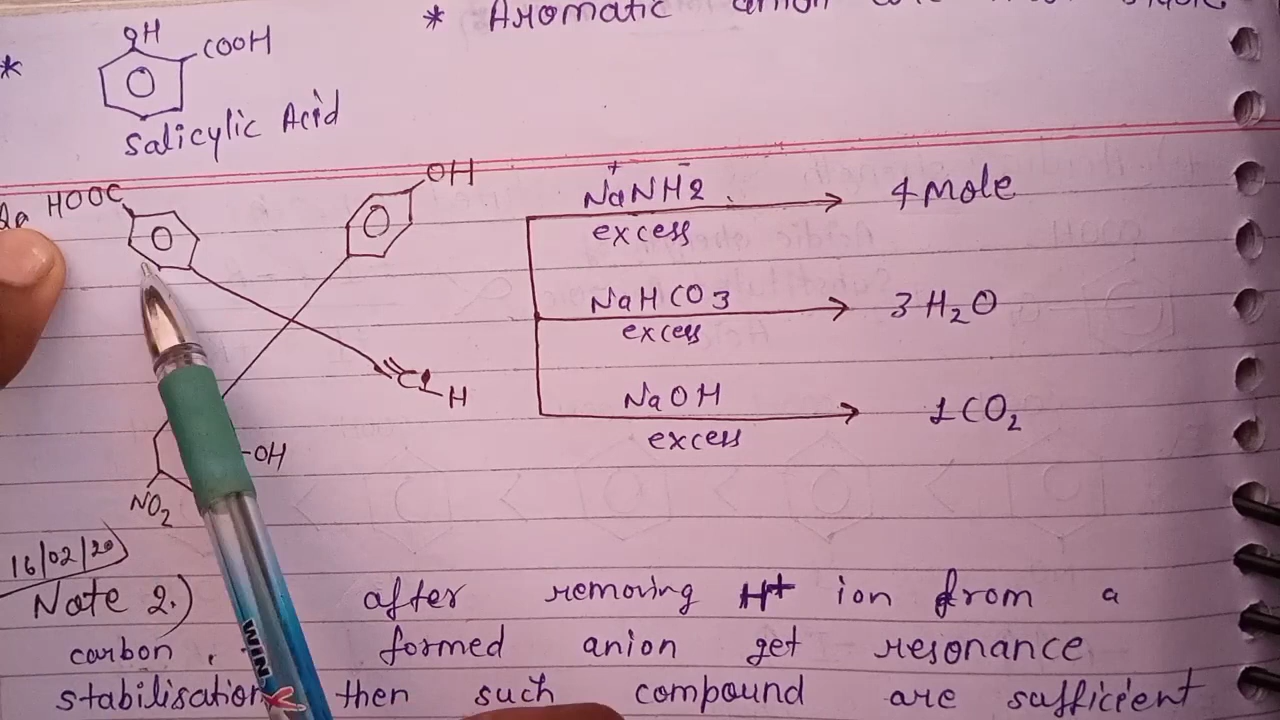 * Aromatic
OH
* COOH
Salicylic Acid
HOOC
OH
NaNH2 → 4 Mole
+ -
excess
NaHCO3 → 3 H2O
excess
C≡H
NaOH → 1 CO2
excess
-OH
NO2
16/02/20
Note 2.) after removing H+ ion from a
carbon, formed anion get resonance
stabilisation then such compound are sufficient
WIN